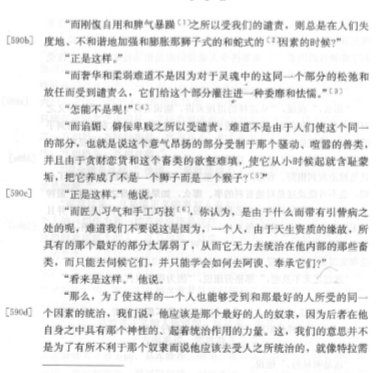 “而刚愎自用和脾气暴躁⁽¹⁾之所以受我们的谴责，则总是在人们失
[590b] 度地、不和谐地加强和膨胀那狮子式的和蛇式的⁽²⁾因素的时候？”
“正是这样。”
“而奢华和柔弱难道不是因为对于灵魂中的这同一个部分的松弛和
放任而受到谴责么，它们给这个部分灌注进一种萎靡和怯懦。”⁽³⁾
“怎能不是呢！”⁽⁴⁾
“而谄媚、僻佞卑贱之所以受谴责，难道不是由于人们使这个同一
的部分，也就是说这个意气昂扬的部分受制于那个骚动、喧嚣的兽类，
并且由于贪财恋货和这个畜类的欲壑难填，使它从小时候起就含耻蒙
垢，把它养成了不是一个狮子而是一个猴子？⁽⁵⁾”
[590c] “正是这样。”他说。
“而匠人习气和手工巧技⁽⁶⁾，你认为，是由于什么而带有引誉病之
处的呢，难道我们不要说这是因为，一个人，由于天生资质的缘故，所
具有的那个最好的部分太孱弱了，从而它无力去统治在他内部的那些畜
类，而只能去伺候它们，并只能学会如何去阿谀、奉承它们？”
“看来是这样。”他说。
“那么，为了使这样的一个人也能够受到和那最好的人所受的同一
个因素的统治，我们说，他应该是那个最好的人的奴隶，因为后者在他
[590d] 自身之中具有那个神性的、起着统治作用的力量。这，我们的意思并不
是为了有所不利于那个奴隶而说他应该去受人之所统治的，就像特拉需